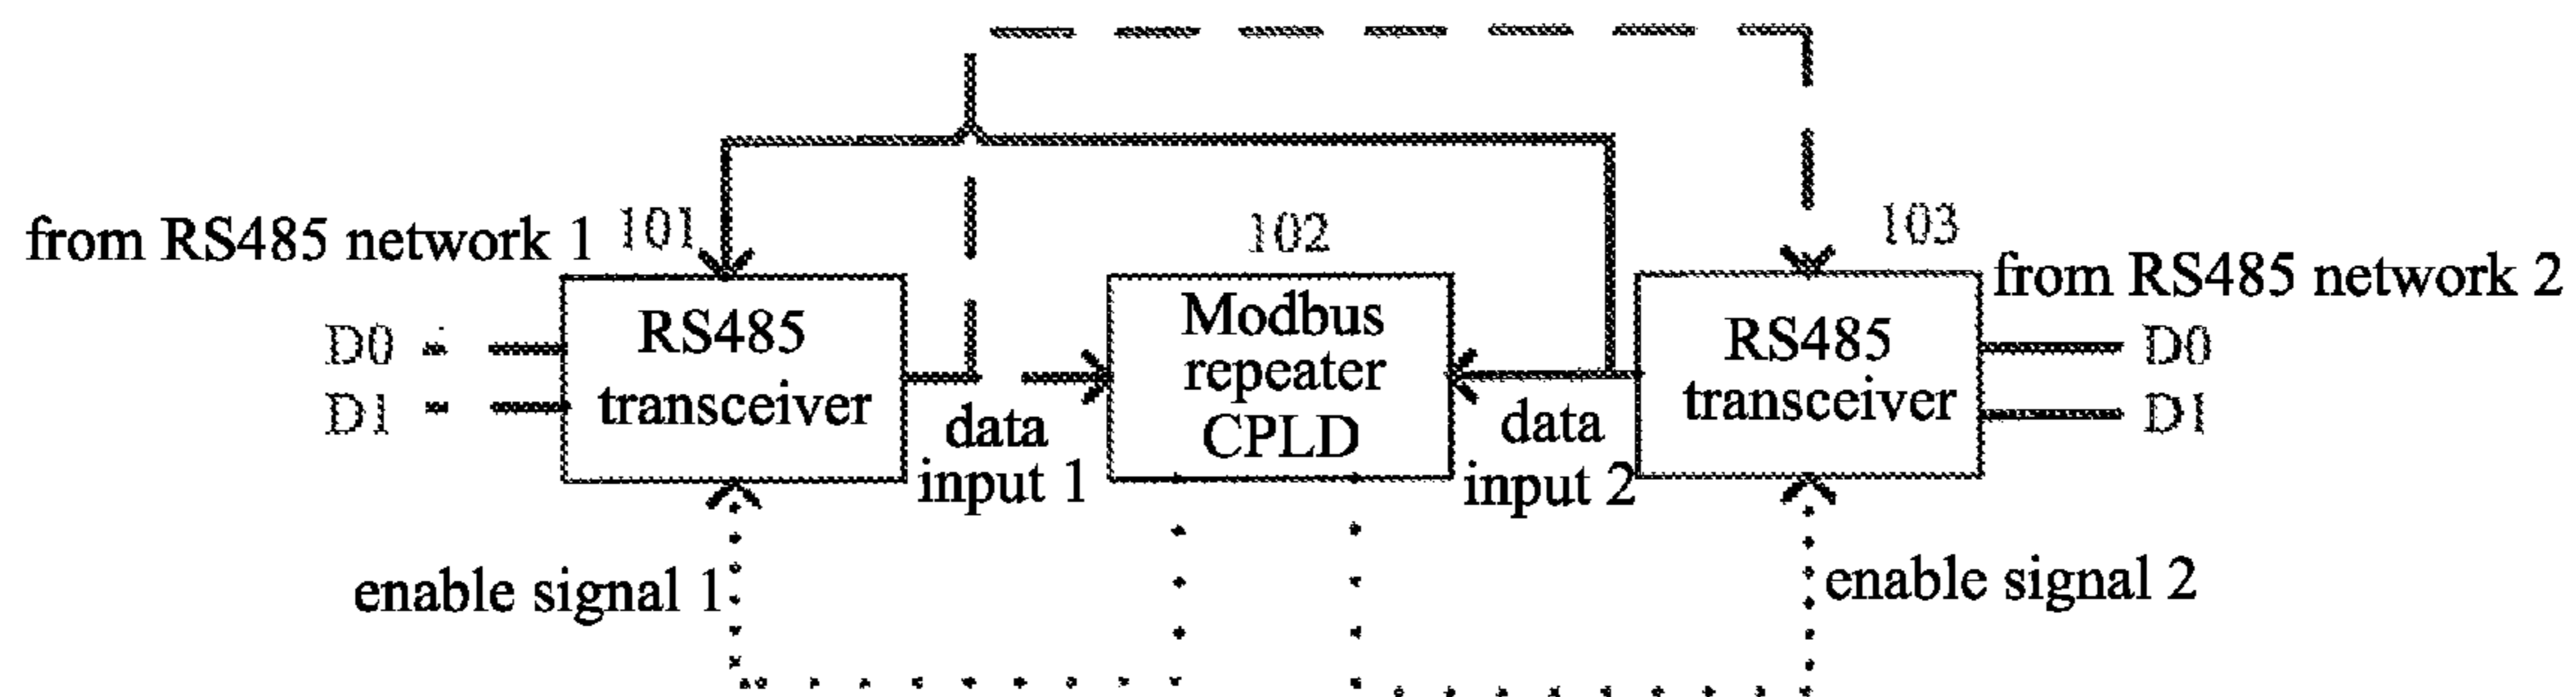 from RS485 network 1
101
102
103
from RS485 network 2
D0
D1
RS485
transceiver
data
input 1
Modbus
repeater
CPLD
data
input 2
RS485
transceiver
D0
D1
enable signal 1
enable signal 2